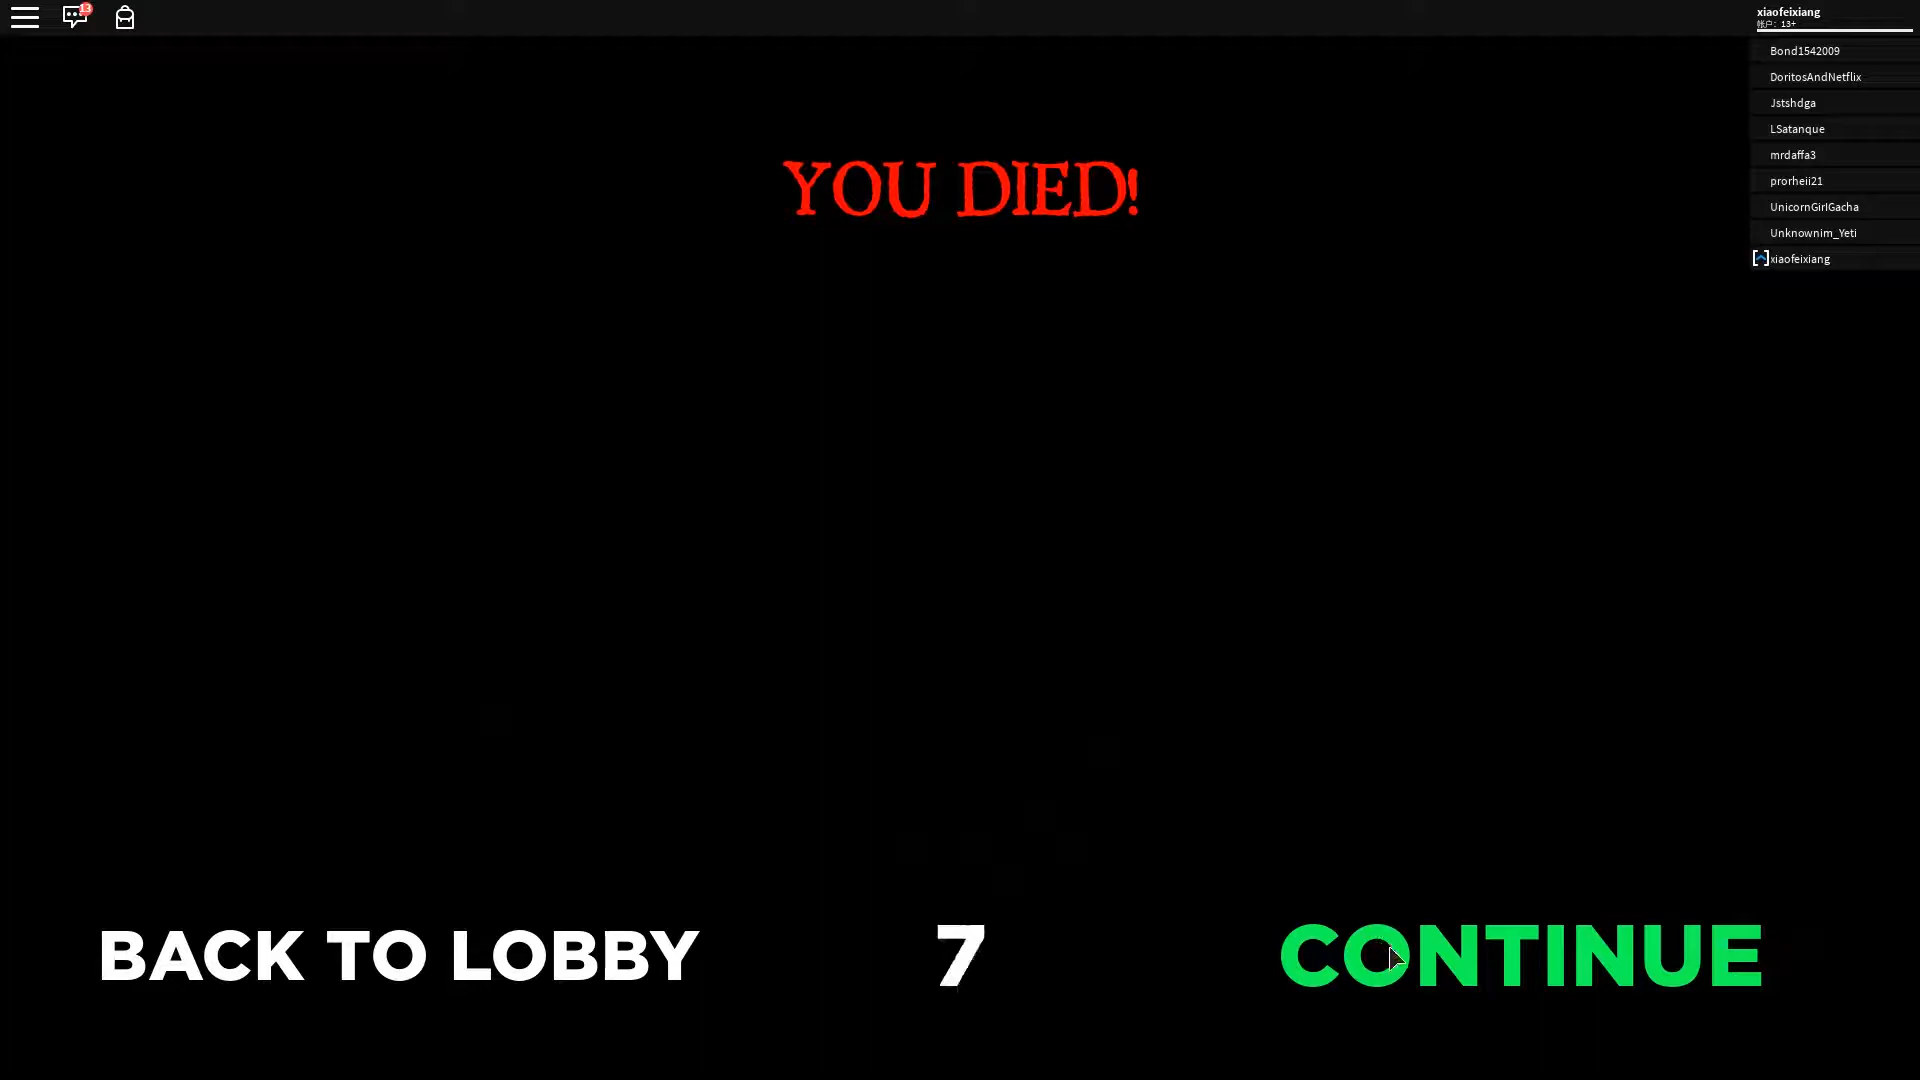 13
xiaofeixiang
帐户: 13+
Bond1542009
DoritosAndNetflix
Jstshdga
LSatanque
mrdaffa3
prorheii21
UnicornGirlGacha
Unknownim_Yeti
xiaofeixiang
YOU DIED!
BACK TO LOBBY
7
CONTINUE